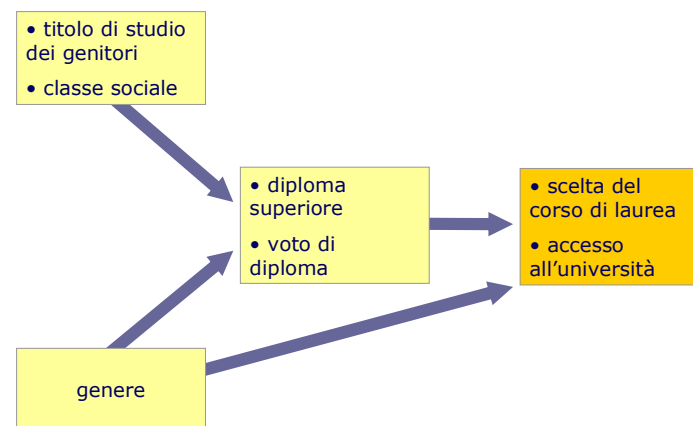 • titolo di studio
dei genitori
• classe sociale
• diploma
superiore
• voto di
diploma
• scelta del
corso di laurea
• accesso
all’università
genere